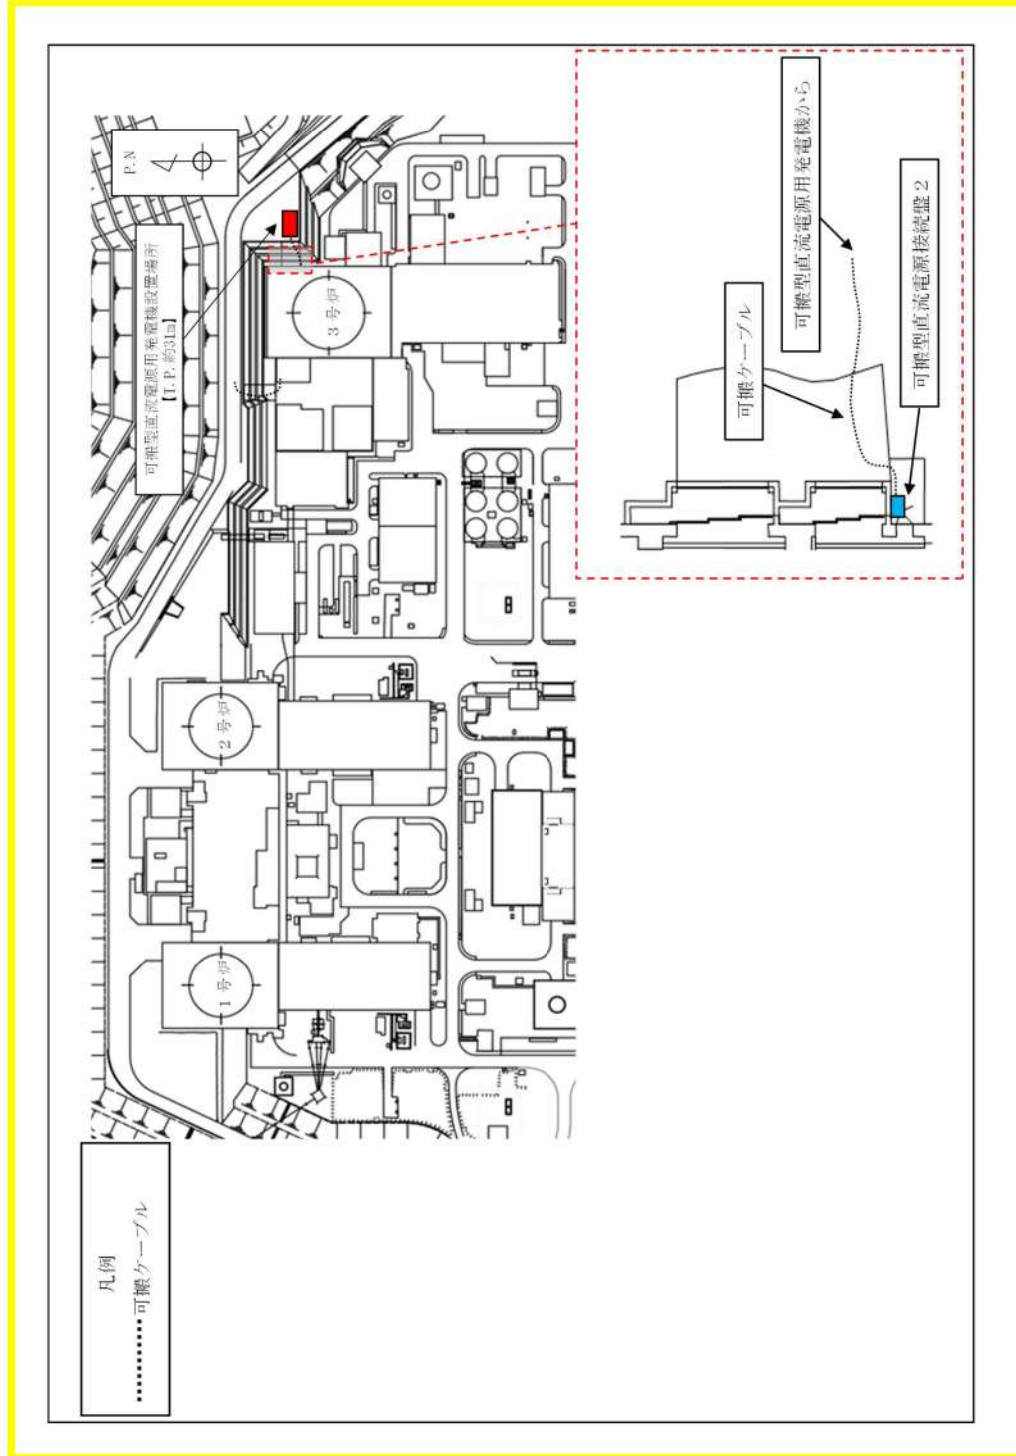 凡例
可搬ケーブル
P.N
可搬型直流電源用発電機設置場所
【T.P.約31m】
1号炉
2号炉
3号炉
可搬ケーブル
可搬型直流電源用発電機から
可搬型直流電源接続盤2